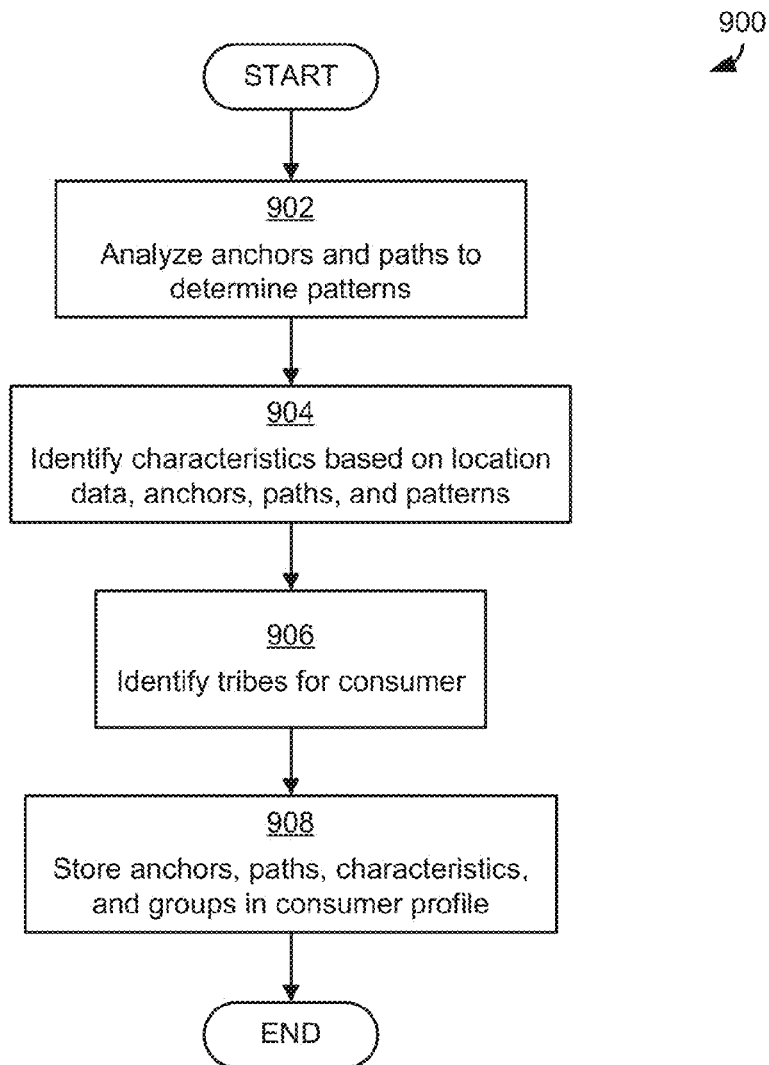 900
START
902
Analyze anchors and paths to
determine patterns
904
Identify characteristics based on location
data, anchors, paths, and patterns
906
Identify tribes for consumer
908
Store anchors, paths, characteristics,
and groups in consumer profile
END